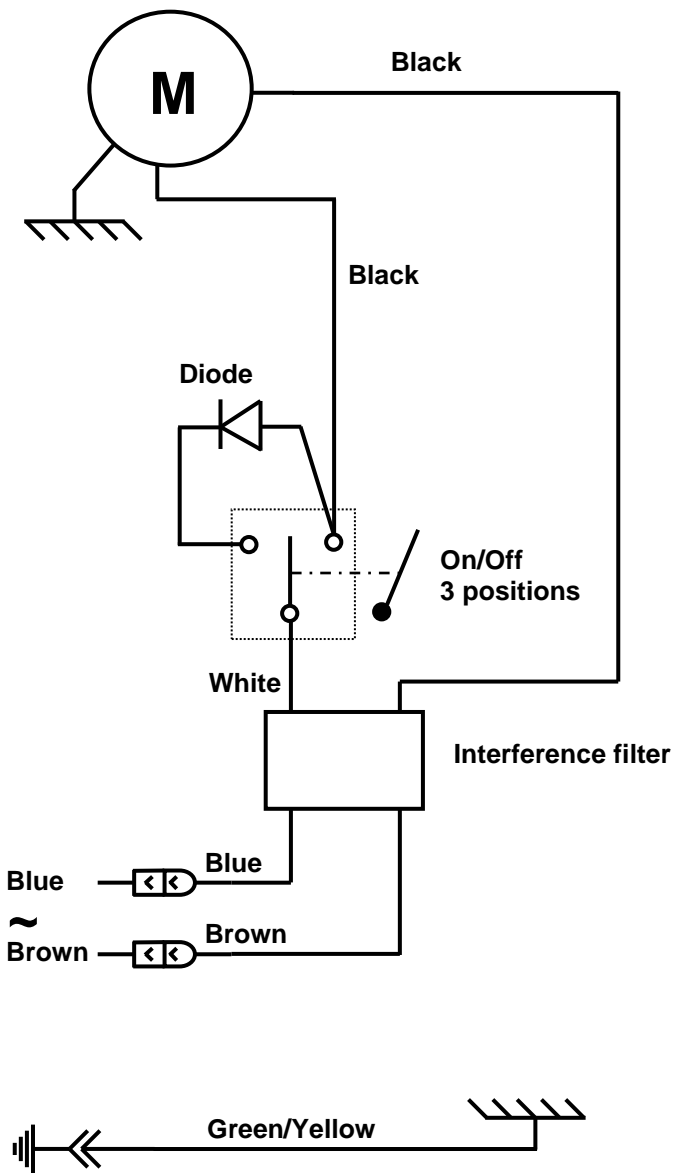 M
Black
Black
Diode
On/Off
3 positions
White
Interference filter
Blue
Blue
~
Brown
Brown
Green/Yellow